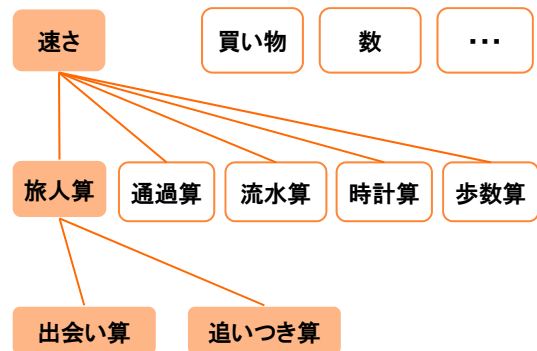 速さ 買い物 数 ･･･
旅人算 通過算 流水算 時計算 歩数算
出会い算 追いつき算